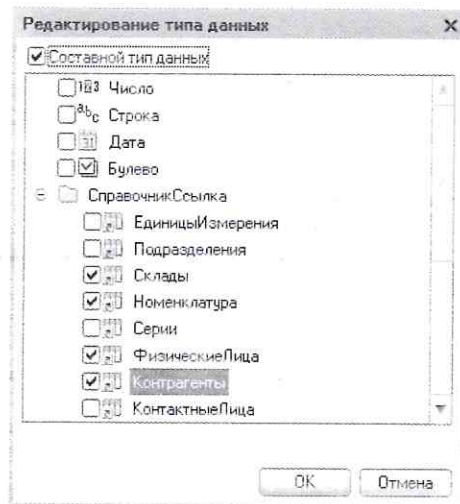 Редактирование типа данных
Составной тип данных
Число
Строка
Дата
Булево
СправочникСсылка
ЕдиницыИзмерения
Подразделения
Склады
Номенклатура
Серии
ФизическиеЛица
Контрагенты
КонтактныеЛица
OK Отмена